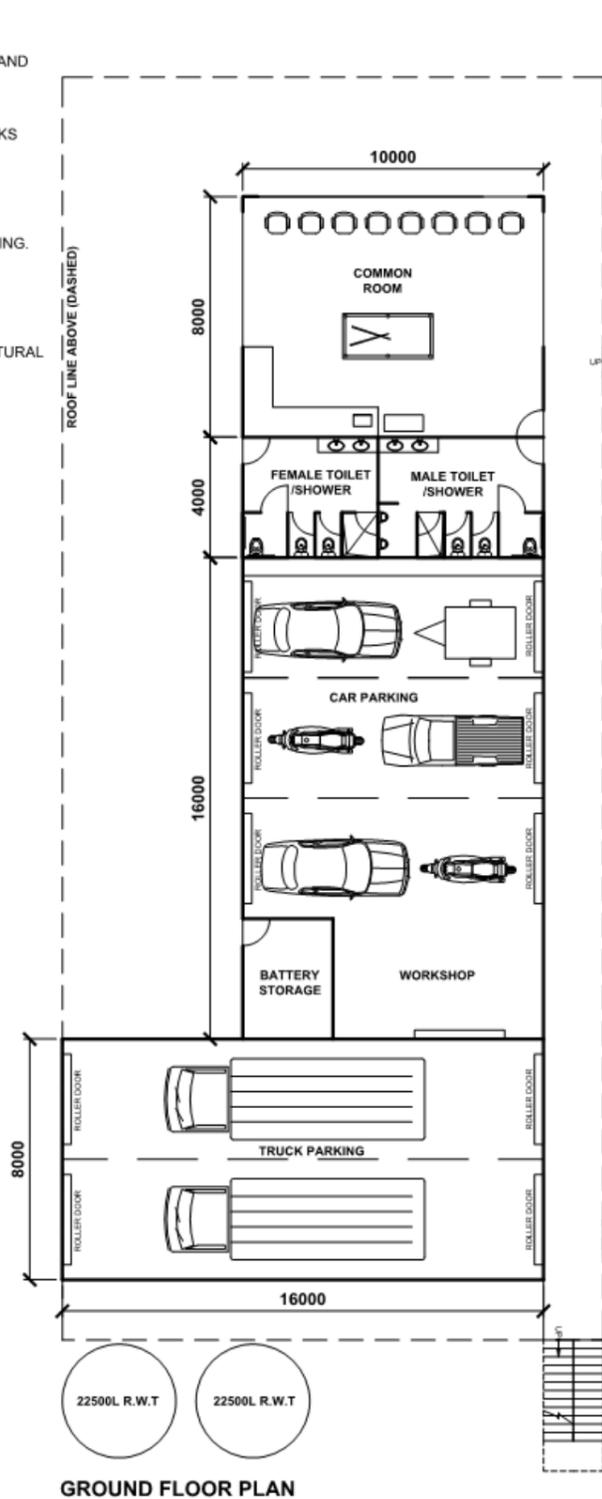 AND
KS
ING.
TURAL
ROOF LINE ABOVE (DASHED)
10000
8000
COMMON
ROOM
UP
4000
FEMALE TOILET
/SHOWER
MALE TOILET
/SHOWER
16000
ROLLER DOOR
ROLLER DOOR
CAR PARKING
ROLLER DOOR
ROLLER DOOR
ROLLER DOOR
ROLLER DOOR
BATTERY
STORAGE
WORKSHOP
8000
ROLLER DOOR
ROLLER DOOR
TRUCK PARKING
ROLLER DOOR
ROLLER DOOR
16000
UP
22500L R.W.T
22500L R.W.T
GROUND FLOOR PLAN